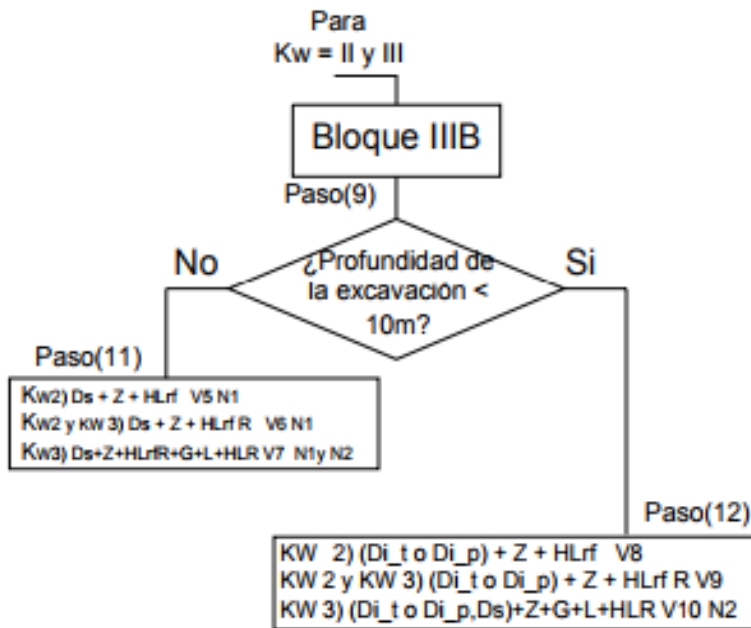 Para
Kw = II y III
Bloque IIIB
Paso(9)
No
¿Profundidad de
la excavación <
10m?
Si
Paso(11)
Kw2) Ds + Z + HLrf V5 N1
Kw2 y KW 3) Ds + Z + HLrf R V6 N1
Kw3) Ds+Z+HLrfR+G+L+HLR V7 N1y N2
Paso(12)
KW 2) (Di_t o Di_p) + Z + HLrf V8
KW 2 y KW 3) (Di_t o Di_p) + Z + HLrf R V9
KW 3) (Di_t o Di_p,Ds)+Z+G+L+HLR V10 N2